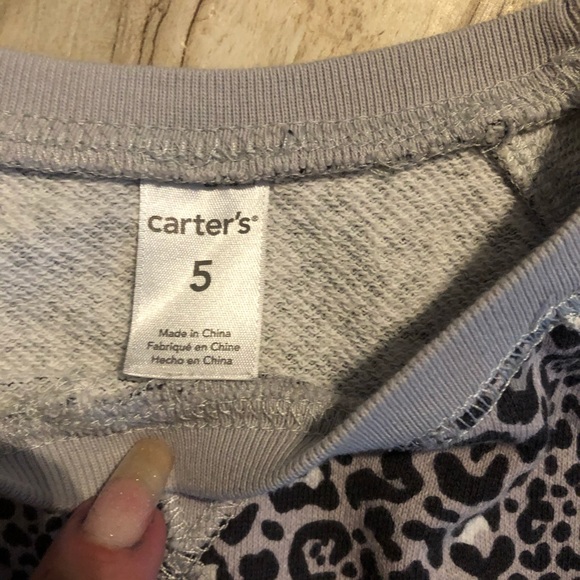 carter's®
5
Made in China
Fabriqué en Chine
Hecho en China